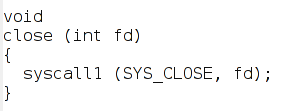 void
close (int fd)
{
  syscall1 (SYS_CLOSE, fd);
}